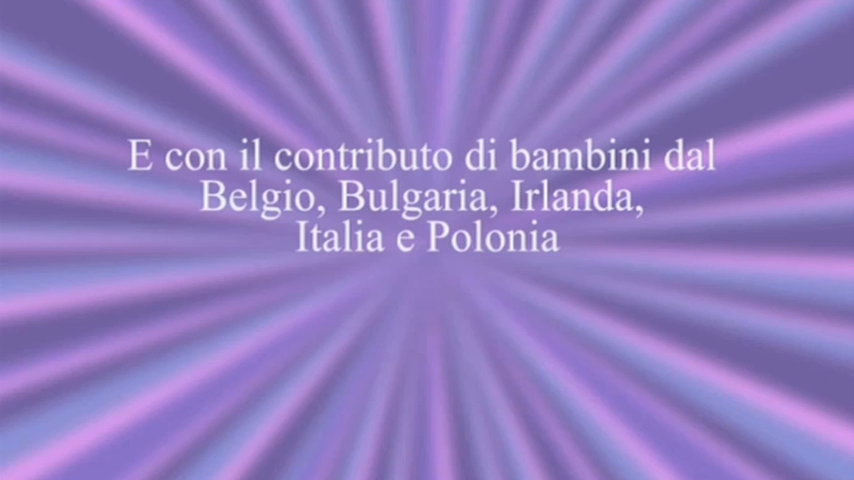 E con il contributo di bambini dal
Belgio, Bulgaria, Irlanda,
Italia e Polonia